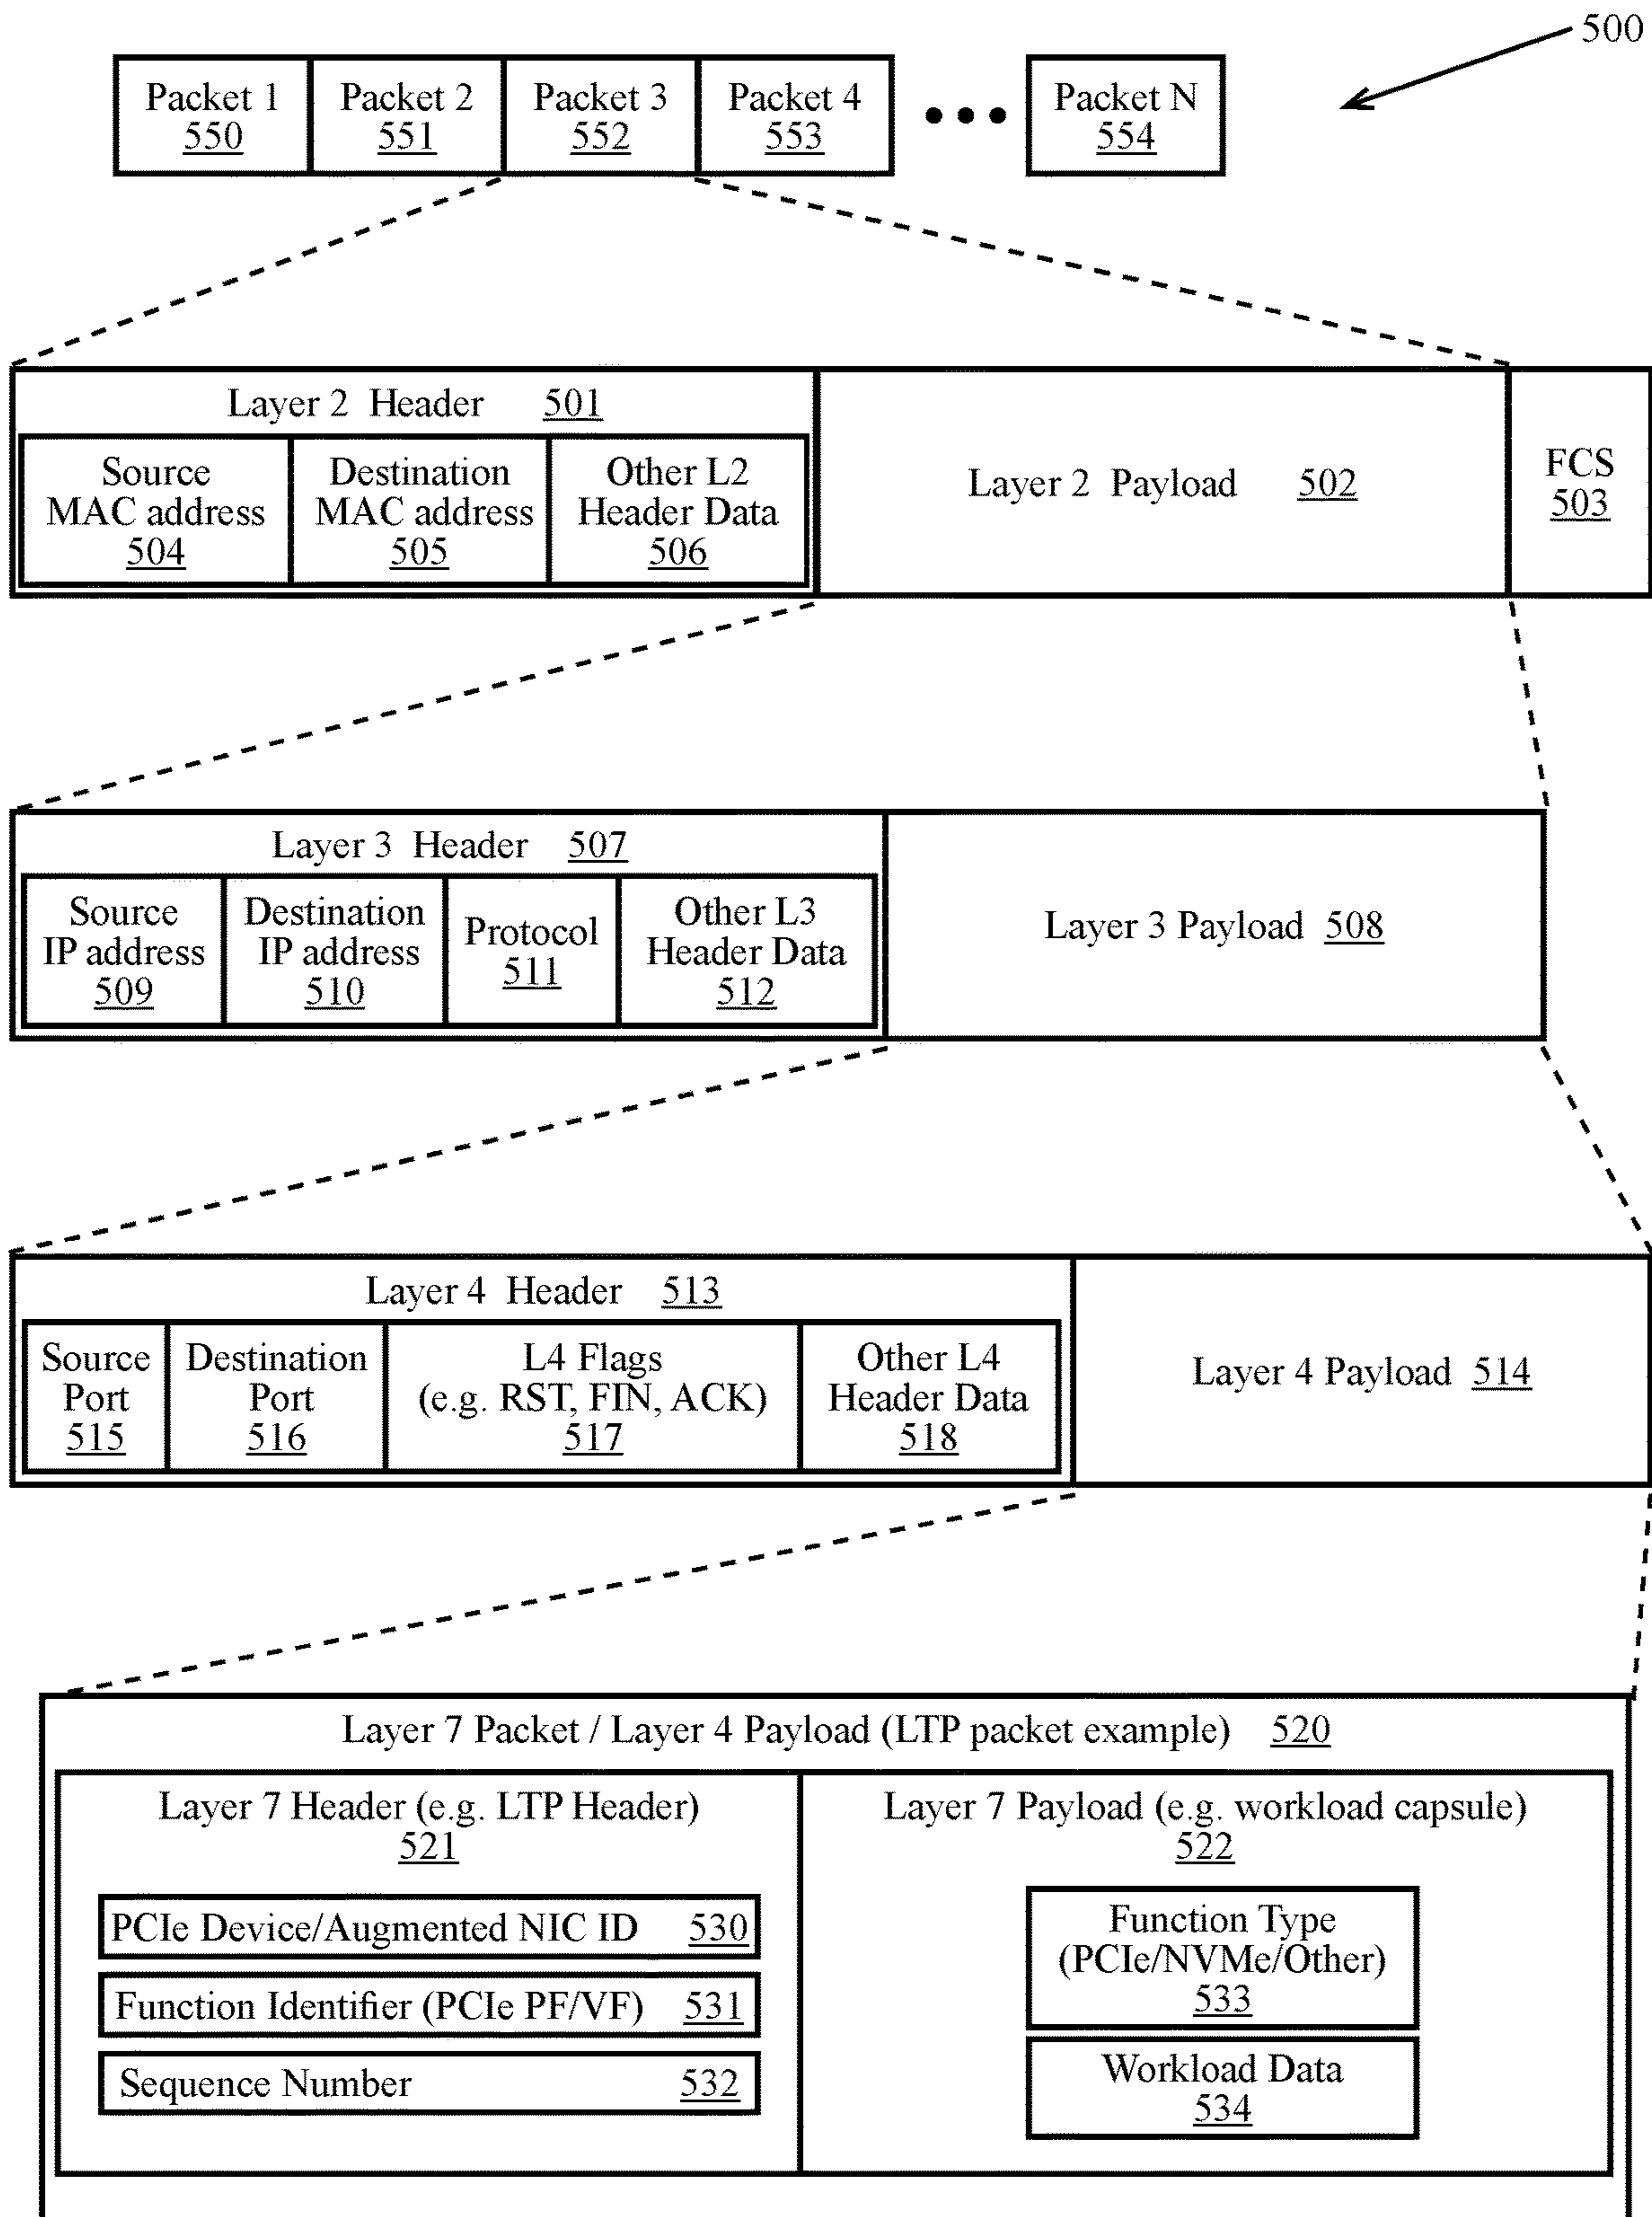 500
Packet 1
550
Packet 2
551
Packet 3
552
Packet 4
553
Packet N
554
Layer 2 Header 501
Source
MAC address
504
Destination
MAC address
505
Other L2
Header Data
506
Layer 2 Payload 502
FCS
503
Layer 3 Header 507
Source
IP address
509
Destination
IP address
510
Protocol
511
Other L3
Header Data
512
Layer 3 Payload 508
Layer 4 Header 513
Source
Port
515
Destination
Port
516
L4 Flags
(e.g. RST, FIN, ACK)
517
Other L4
Header Data
518
Layer 4 Payload 514
Layer 7 Packet / Layer 4 Payload (LTP packet example) 520
Layer 7 Header (e.g. LTP Header)
521
PCIe Device/Augmented NIC ID 530
Function Identifier (PCIe PF/VF) 531
Sequence Number 532
Layer 7 Payload (e.g. workload capsule)
522
Function Type
(PCIe/NVMe/Other)
533
Workload Data
534